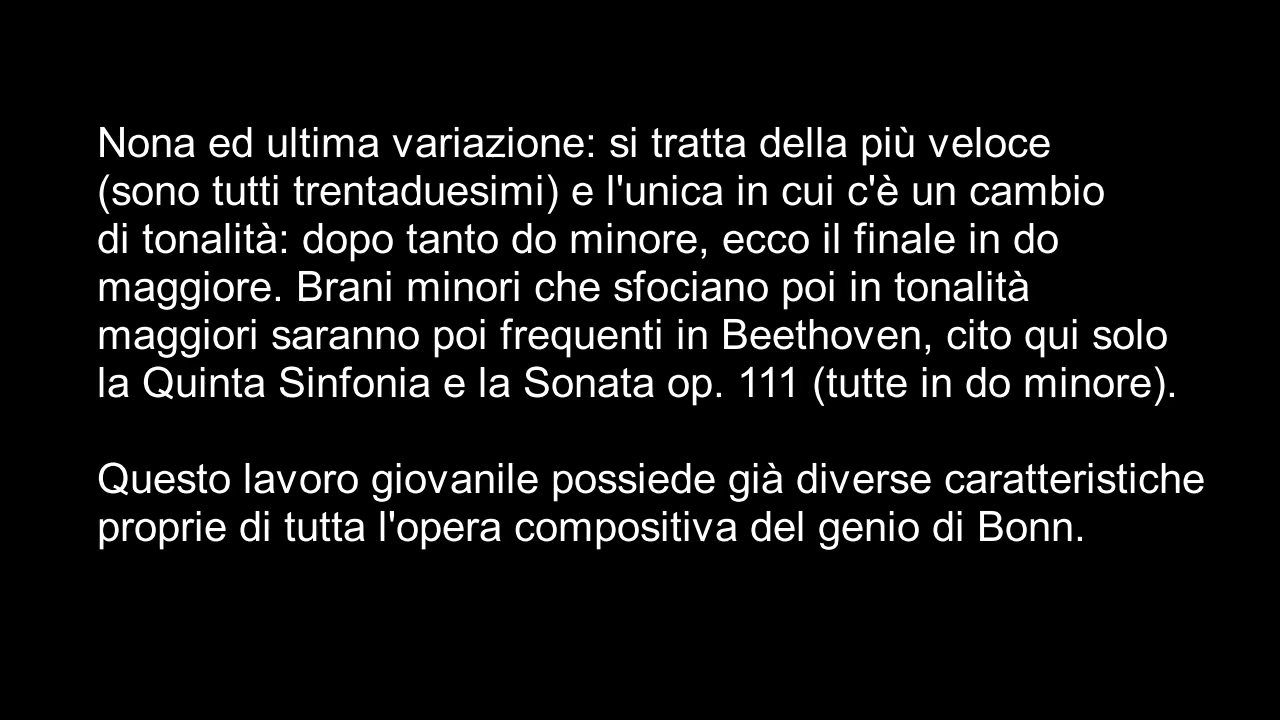 Nona ed ultima variazione: si tratta della più veloce
(sono tutti trentaduesimi) e l'unica in cui c'è un cambio
di tonalità: dopo tanto do minore, ecco il finale in do
maggiore. Brani minori che sfociano poi in tonalità
maggiori saranno poi frequenti in Beethoven, cito qui solo
la Quinta Sinfonia e la Sonata op. 111 (tutte in do minore).
Questo lavoro giovanile possiede già diverse caratteristiche
proprie di tutta l'opera compositiva del genio di Bonn.